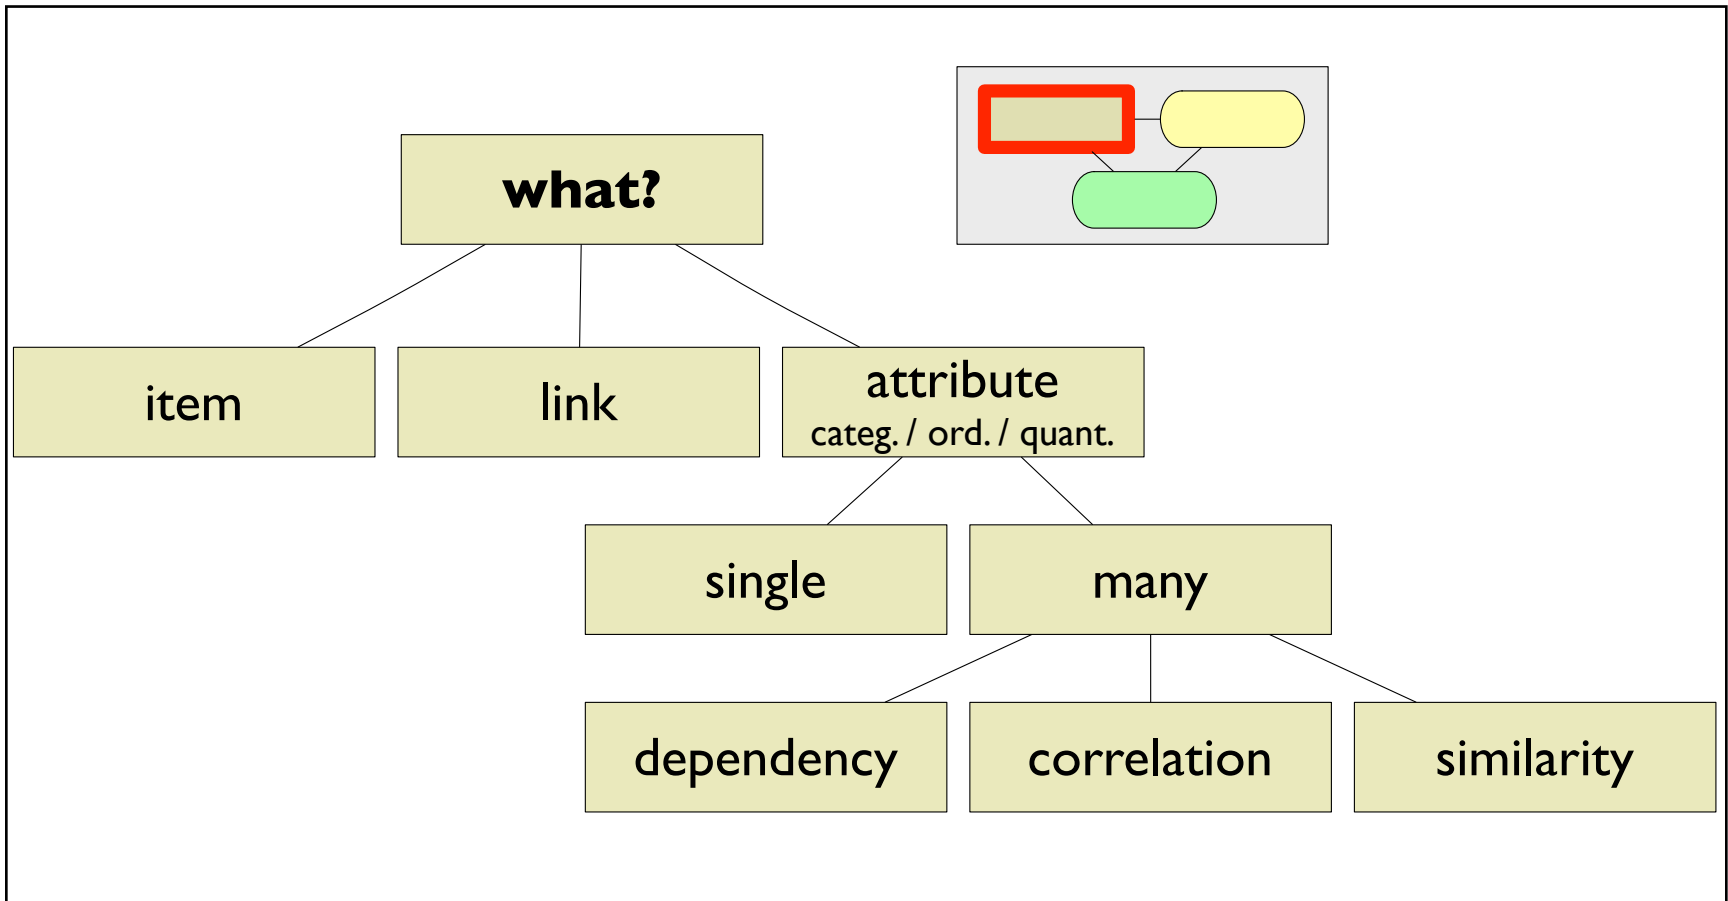 what?
item
link
attribute
categ. / ord. / quant.
single
many
dependency
correlation
similarity